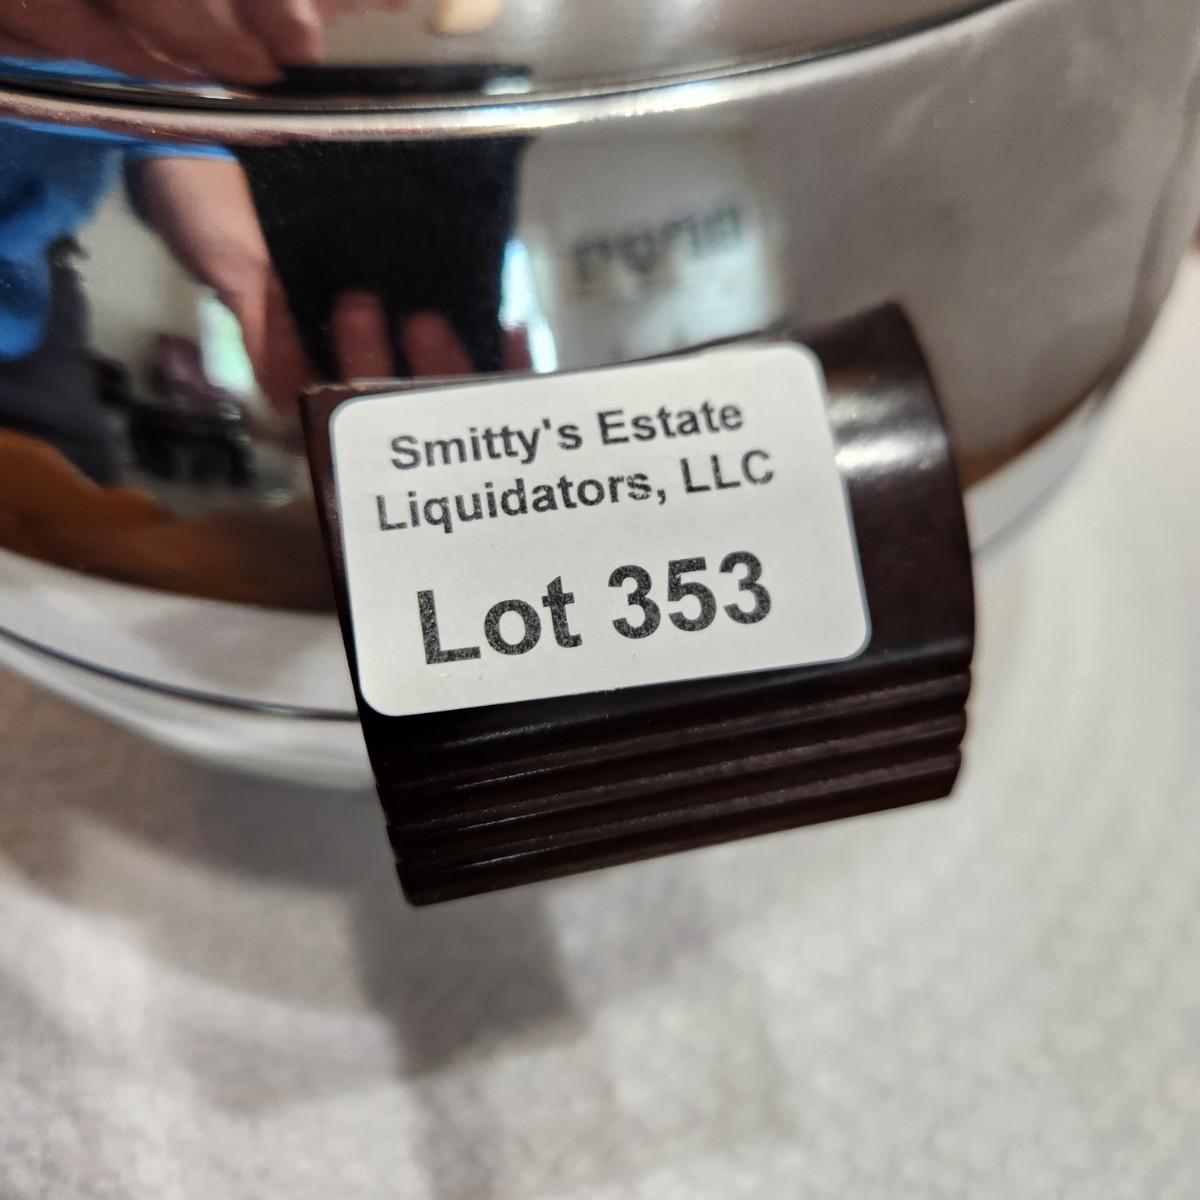 Smitty's Estate
Liquidators, LLC
Lot 353